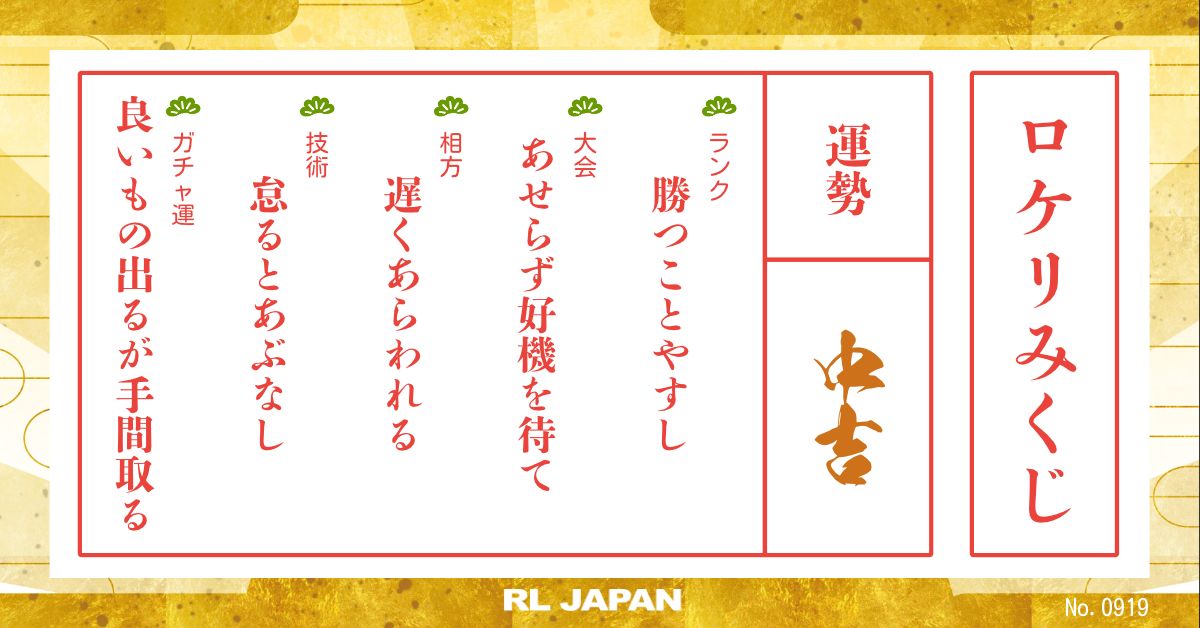 ロケリみくじ
運勢
中吉
ランク
勝つことやすし
大会
あせらず好機を待て
相方
遅くあらわれる
技術
怠るとあぶなし
ガチャ運
良いもの出るが手間取る
RL JAPAN
No. 0919